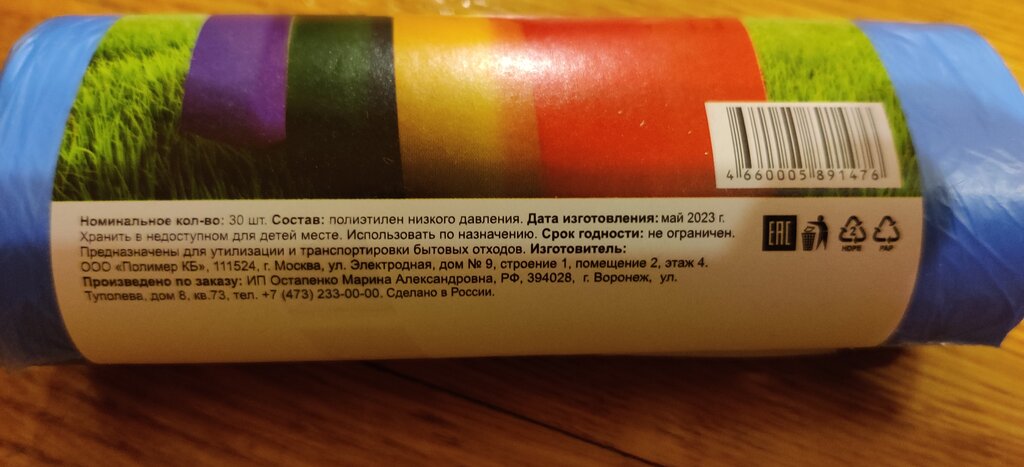 4 660005 891476
Номинальное кол-во: 30 шт. Состав: полиэтилен низкого давления. Дата изготовления: май 2023 г.
Хранить в недоступном для детей месте. Использовать по назначению. Срок годности: не ограничен.
Предназначены для утилизации и транспортировки бытовых отходов. Изготовитель:
ООО «Полимер КБ», 111524, г. Москва, ул. Электродная, дом № 9, строение 1, помещение 2, этаж 4.
Произведено по заказу: ИП Остапенко Марина Александровна, РФ, 394028, г. Воронеж, ул.
Туполева, дом 8, кв.73, тел. +7 (473) 233-00-00. Сделано в России.
EAC
2
HDPE
PAP